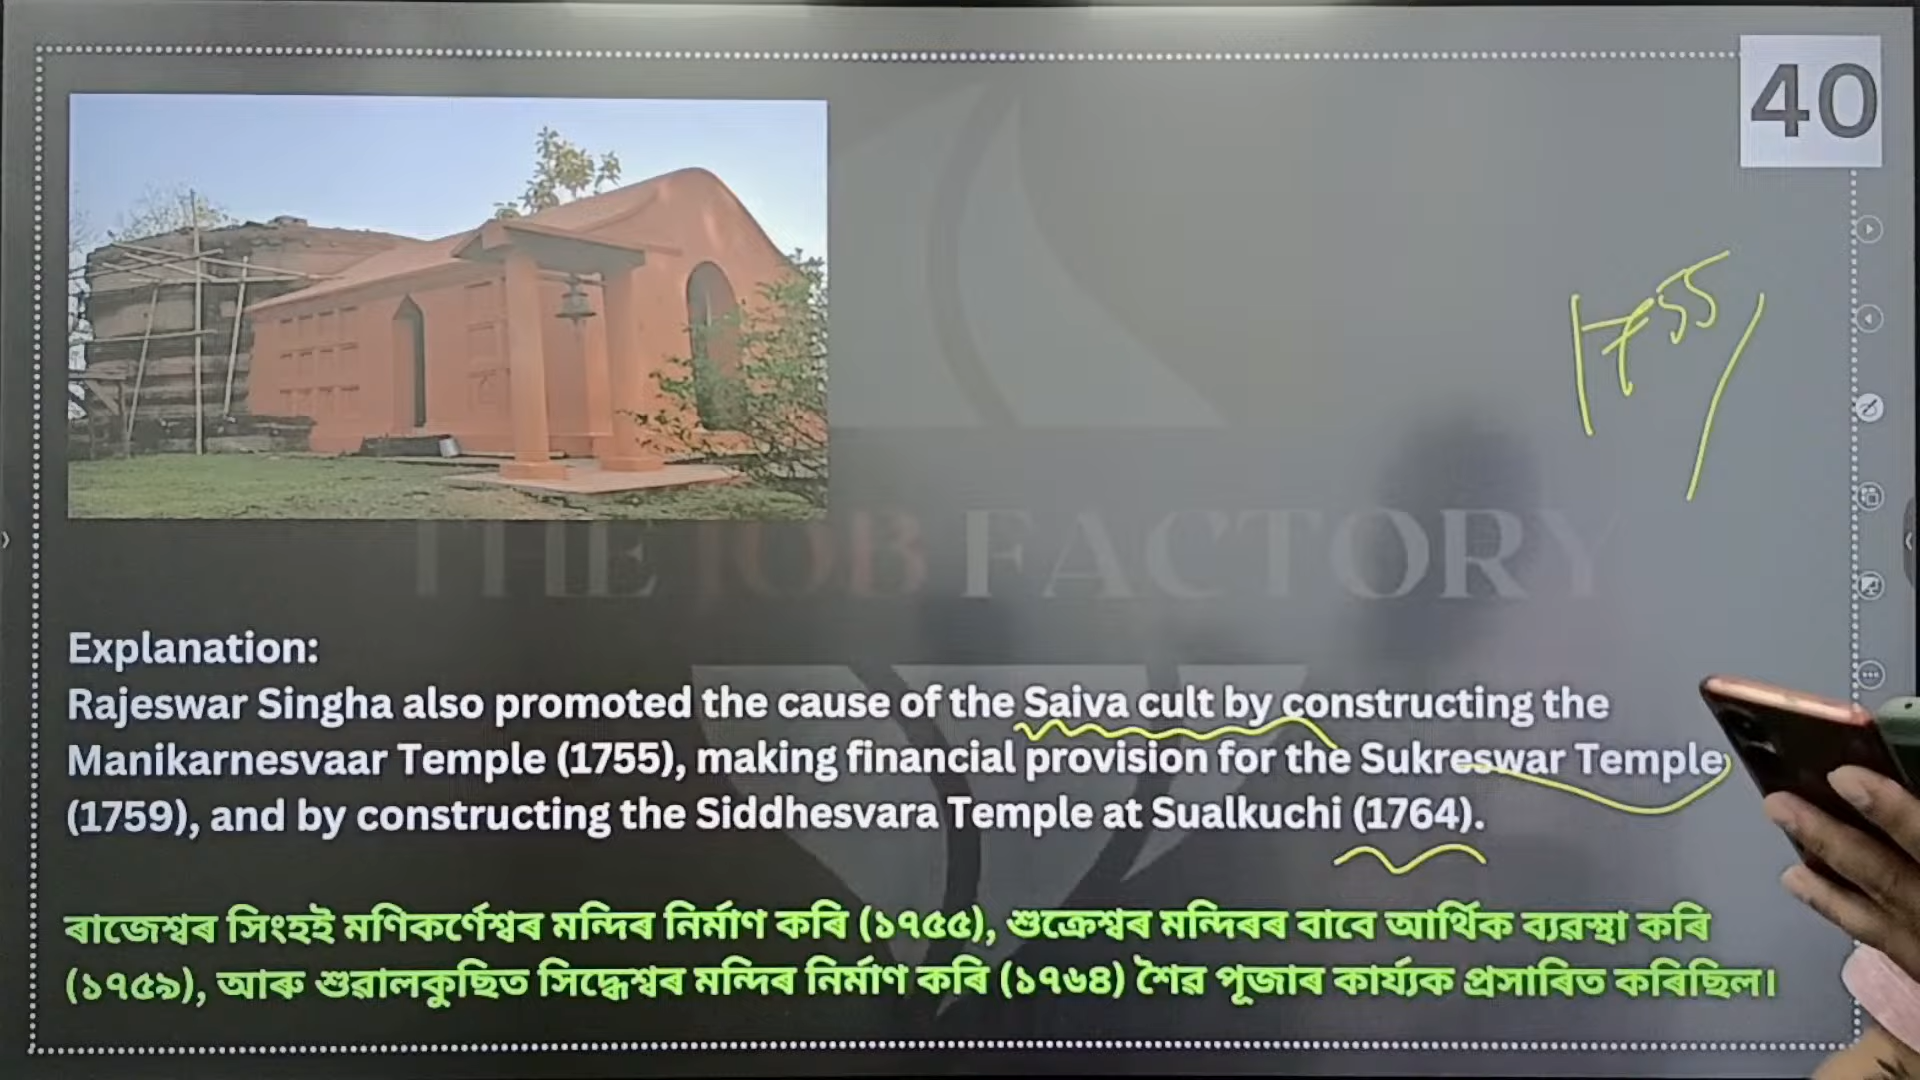 40
1755
THE JOB FACTORY
Explanation:
Rajeswar Singha also promoted the cause of the Saiva cult by constructing the
Manikarnesvaar Temple (1755), making financial provision for the Sukreswar Temple
(1759), and by constructing the Siddhesvara Temple at Sualkuchi (1764).
ৰাজেশ্বৰ সিংহই মণিকৰ্ণেশ্বৰ মন্দিৰ নিৰ্মাণ কৰি (১৭৫৫), শুক্ৰেশ্বৰ মন্দিৰৰ বাবে আৰ্থিক ব্যৱস্থা কৰি
(১৭৫৯), আৰু শুৱালকুছিত সিদ্ধেশ্বৰ মন্দিৰ নিৰ্মাণ কৰি (১৭৬৪) শৈৱ পূজাৰ কাৰ্য্যক প্ৰসাৰিত কৰিছিল।